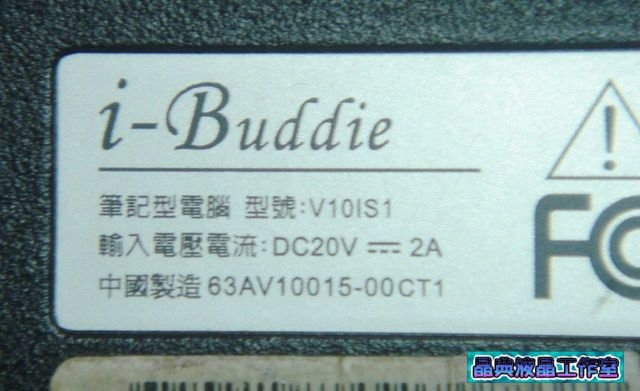 i-Buddie
筆記型電腦 型號:V10IS1
輸入電壓電流:DC20V ⎓ 2A
中國製造 63AV10015-00CT1
FC
晶典液晶工作室